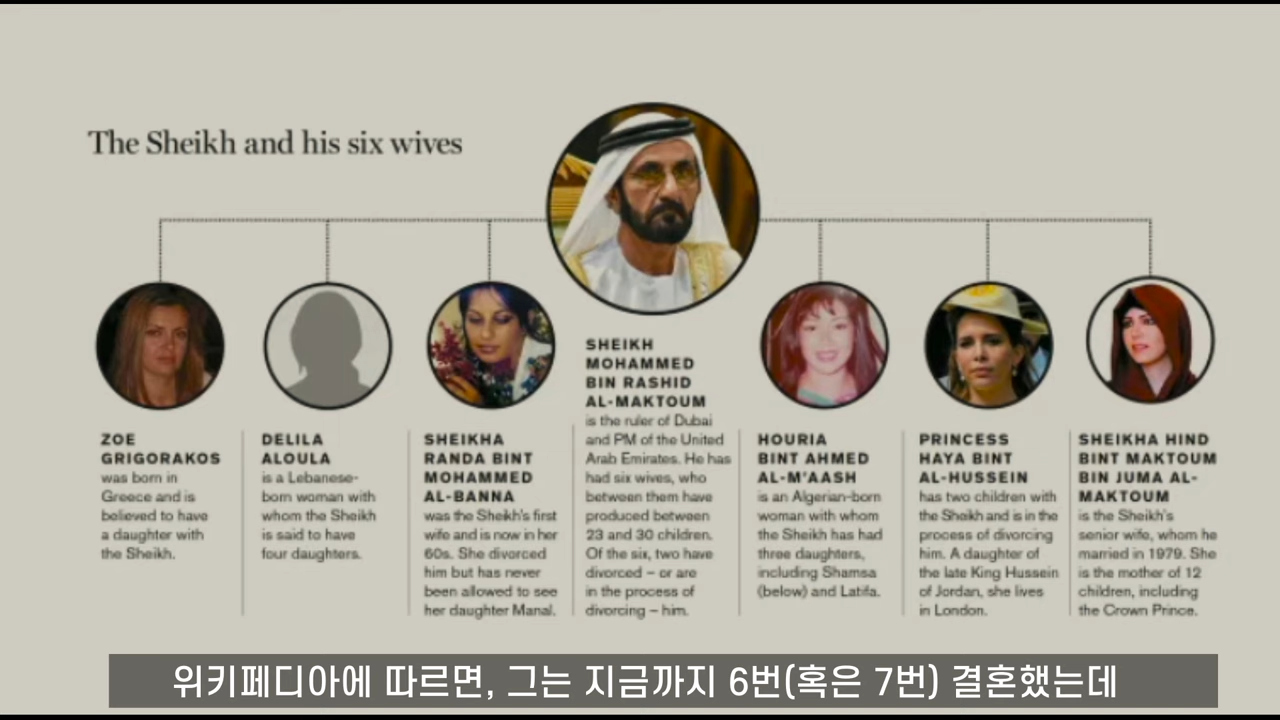 The Sheikh and his six wives
ZOE
GRIGORAKOS
was born in
Greece and is
believed to have
a daughter with
the Sheikh.
DELILA
ALOULA
is a Lebanese-
born woman with
whom the Sheikh
is said to have
four daughters.
SHEIKHA
RANDA BINT
MOHAMMED
AL-BANNA
was the Sheikh's first
wife and is now in her
60s. She divorced
him but has never
been allowed to see
her daughter Manal.
SHEIKH
MOHAMMED
BIN RASHID
AL-MAKTOUM
is the ruler of Dubai
and PM of the United
Arab Emirates. He has
had six wives, who
between them have
produced between
23 and 30 children.
Of the six, two have
divorced – or are
in the process of
divorcing – him.
HOURIA
BINT AHMED
AL-M'AASH
is an Algerian-born
woman with whom
the Sheikh has had
three daughters,
including Shamsa
(below) and Latifa.
PRINCESS
HAYA BINT
AL-HUSSEIN
has two children with
the Sheikh and is in the
process of divorcing
him. A daughter of
the late King Hussein
of Jordan, she lives
in London.
SHEIKHA HIND
BINT MAKTOUM
BIN JUMA AL-
MAKTOUM
is the Sheikh's
senior wife, whom he
married in 1979. She
is the mother of 12
children, including
the Crown Prince.
위키페디아에 따르면, 그는 지금까지 6번(혹은 7번) 결혼했는데